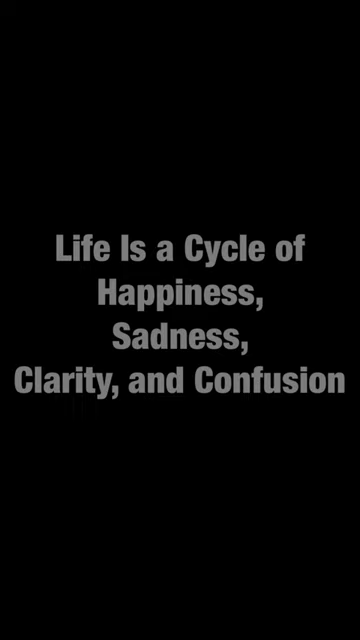 Life Is a Cycle of
Happiness,
Sadness,
Clarity, and Confusion